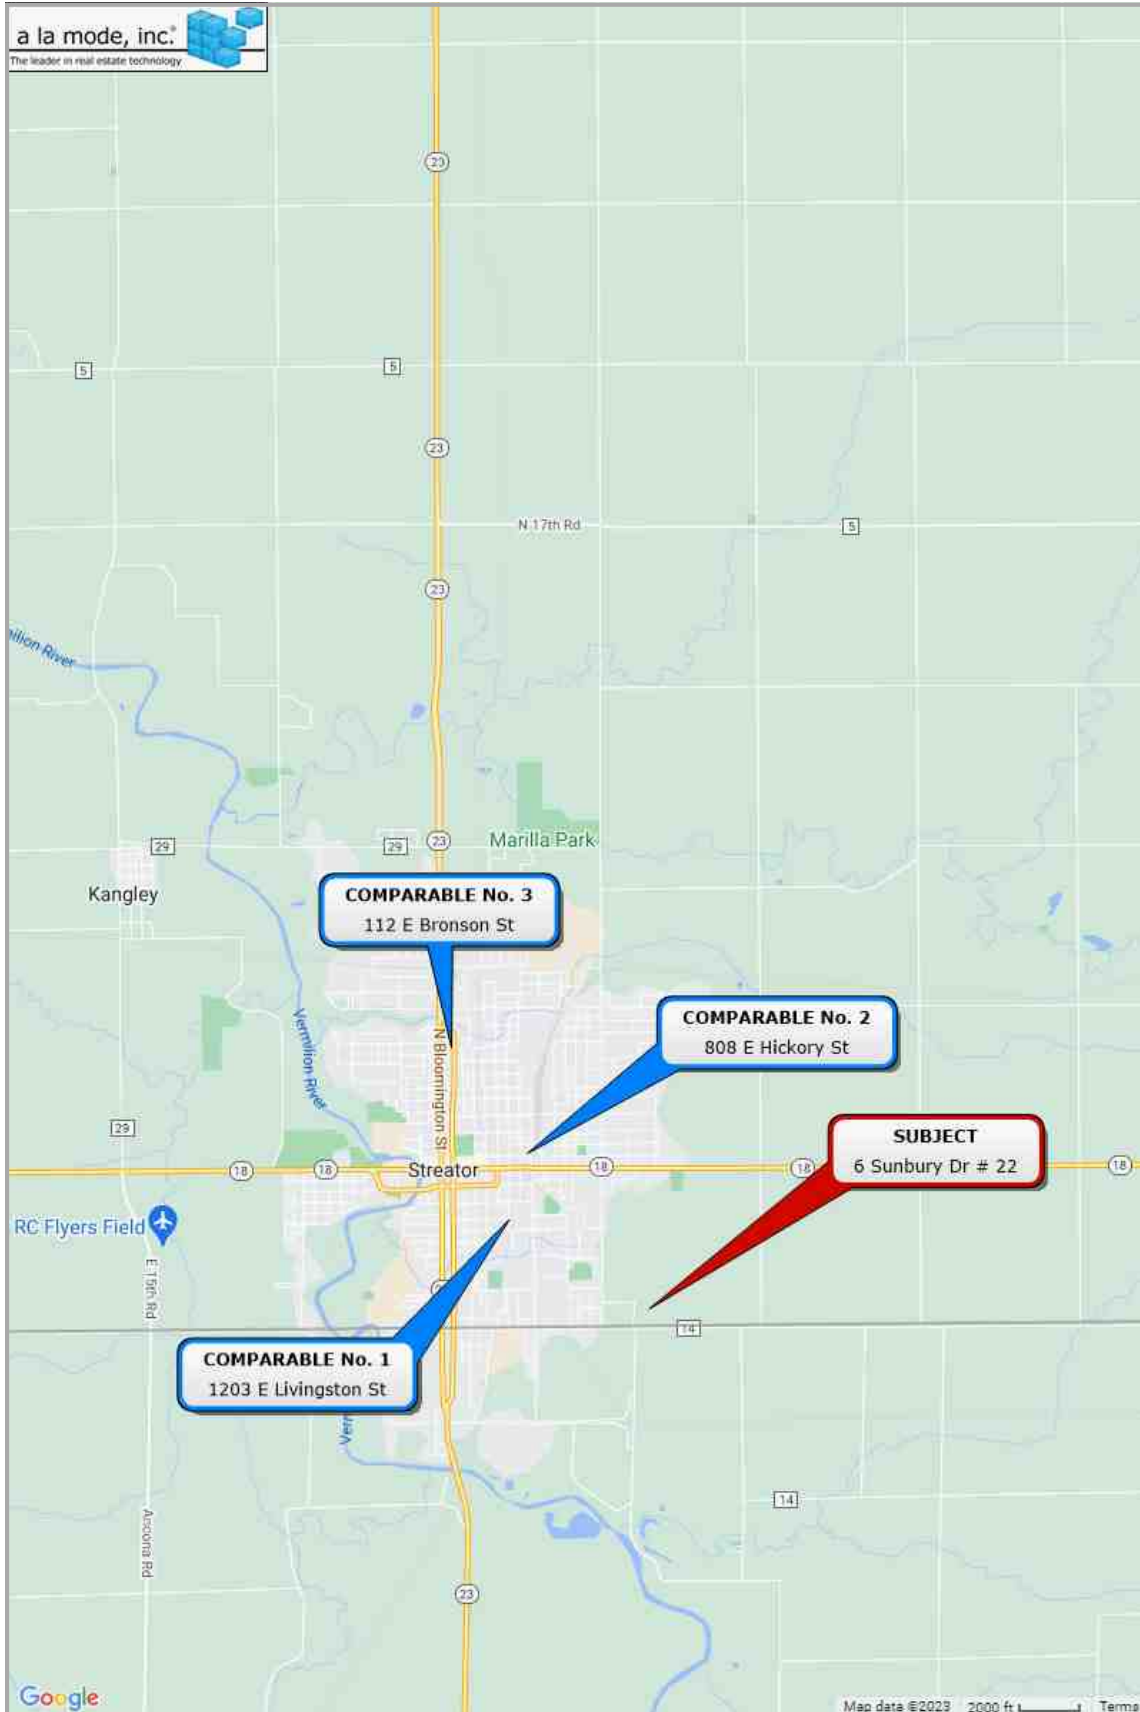 a la mode, inc.®
The leader in real estate technology
23
5
5
23
N 17th Rd
5
23
Vermilion River
29
29
23
Marilla Park
Kangley
COMPARABLE No. 3
112 E Bronson St
COMPARABLE No. 2
808 E Hickory St
Vermilion River
N Bloomington St
29
SUBJECT
6 Sunbury Dr # 22
18
18
Streator
18
18
18
RC Flyers Field
E 15th Rd
14
COMPARABLE No. 1
1203 E Livingston St
14
Ancona Rd
23
Google
Map data ©2023 2000 ft Terms